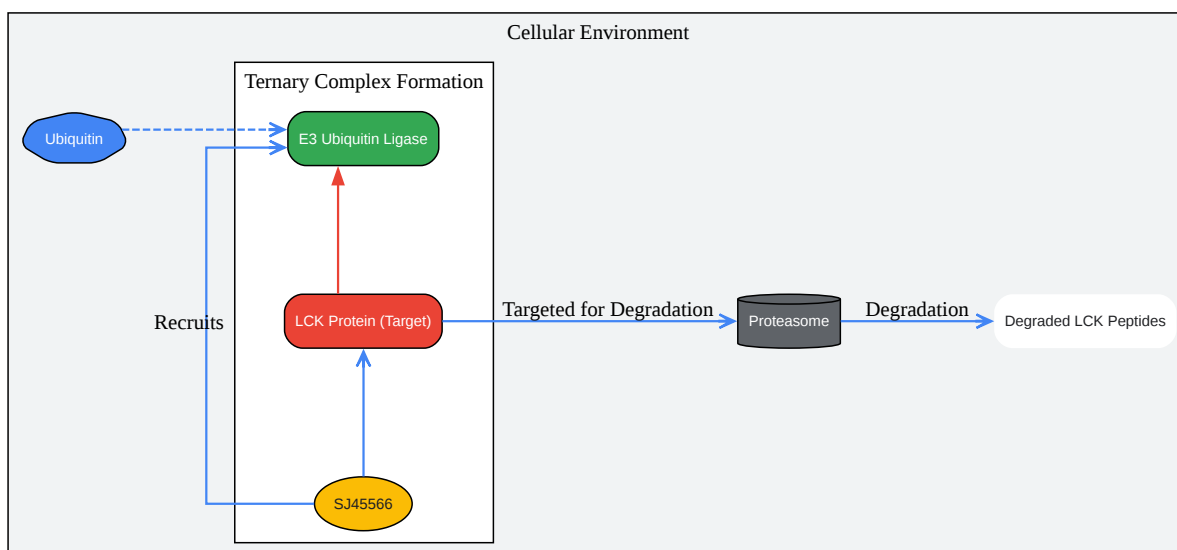 Cellular Environment
Ternary Complex Formation
Ubiquitin
E3 Ubiquitin Ligase
Recruits
LCK Protein (Target)
Targeted for Degradation
Proteasome
Degradation
Degraded LCK Peptides
SJ45566